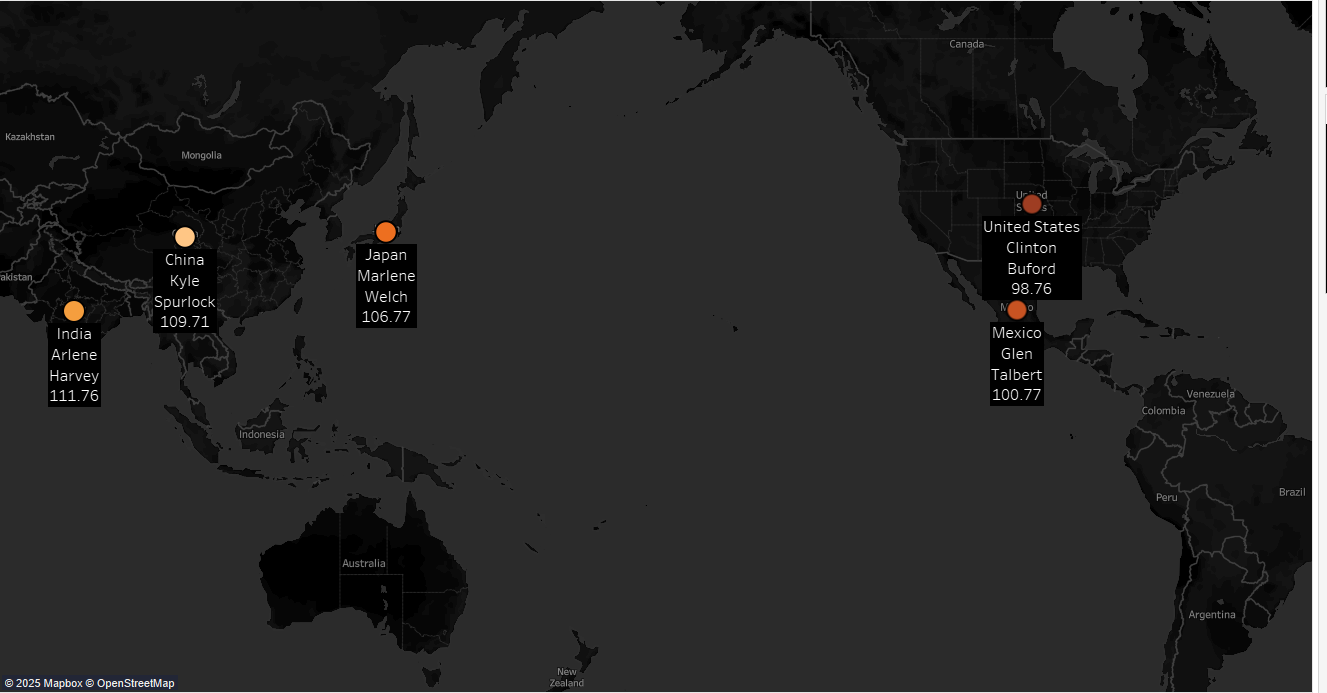 Canada
Kazakhstan
Mongolia
United
China
Kyle
Spurlock
109.71
Japan
Marlene
Welch
106.77
United States
Clinton
Buford
98.76
akistan
India
Arlene
Harvey
111.76
Mexico
Glen
Talbert
100.77
Venezuela
Colombia
Indonesia
Peru
Brazil
Australia
Argentina
New
Zealand
© 2025 Mapbox © OpenStreetMap